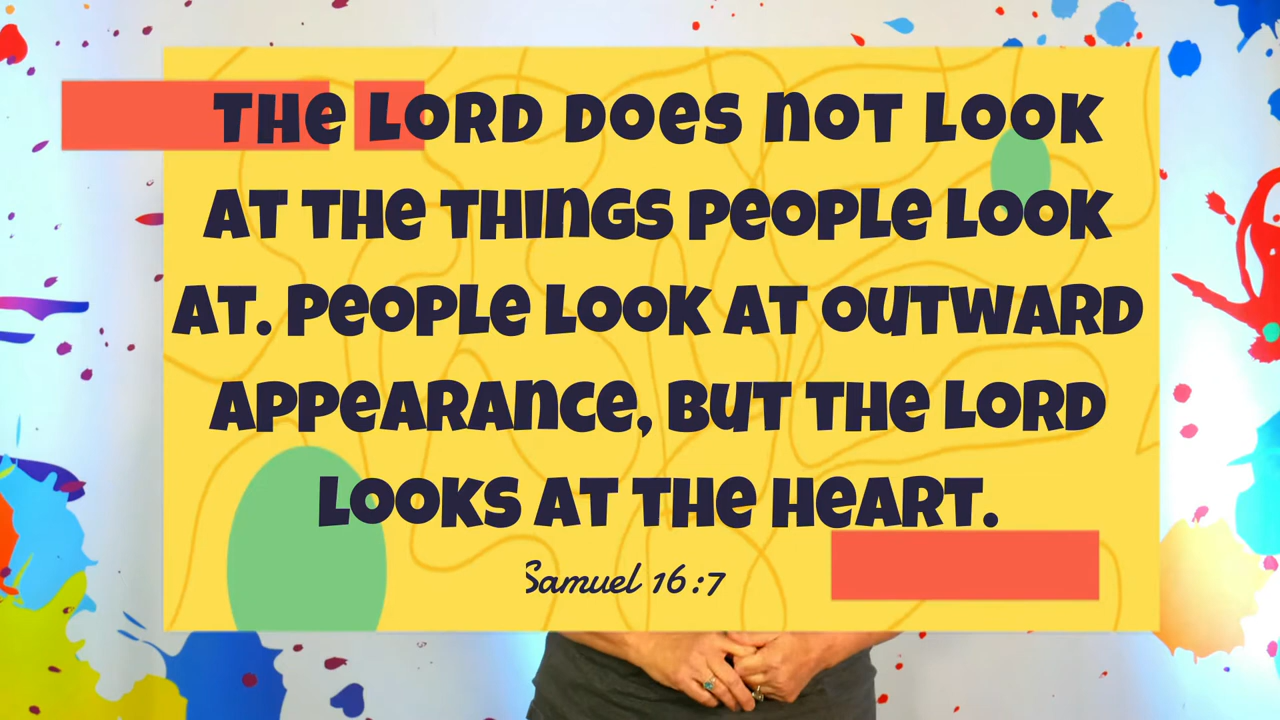 The Lord does not look
at the things people look
at. People look at outward
appearance, but the Lord
looks at the heart.
Samuel 16:7